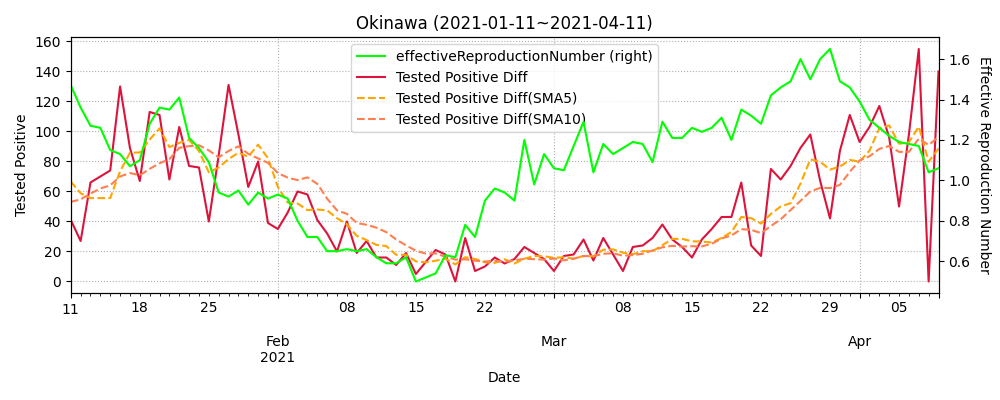 Okinawa (2021-01-11~2021-04-11)
effectiveReproductionNumber (right)
Tested Positive Diff
Tested Positive Diff(SMA5)
Tested Positive Diff(SMA10)
Tested Positive
160
140
120
100
80
60
40
20
0
1.6
1.4
1.2
1.0
0.8
0.6
Effective Reproduction Number
11 18 25 08 15 22 08 15 22 29 05
Feb Mar Apr
2021
Date